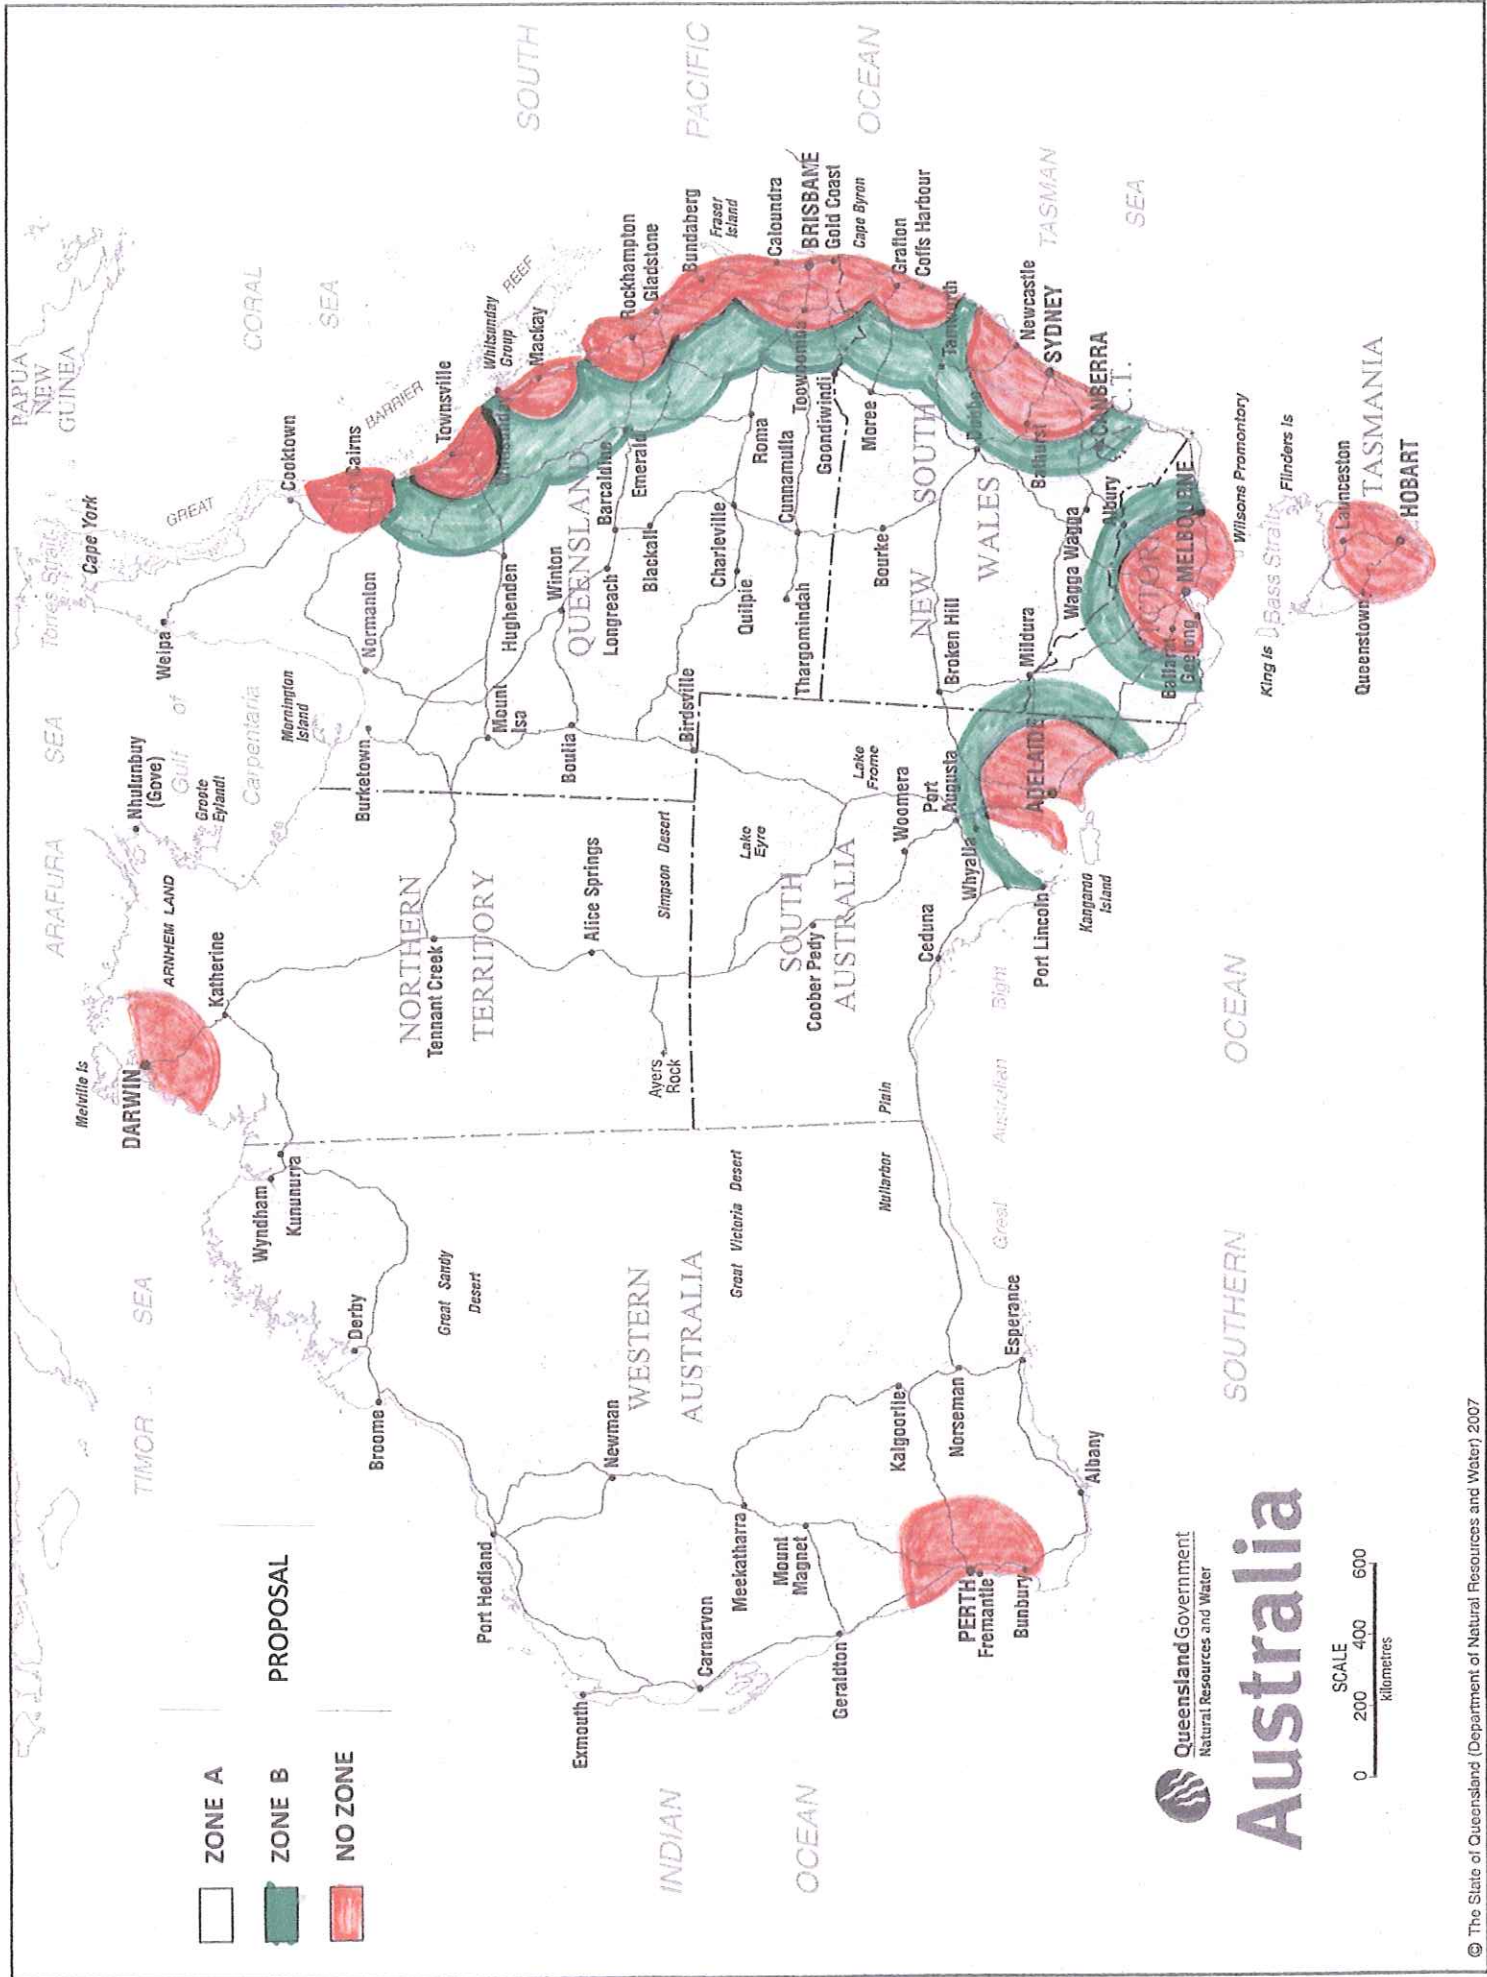 ZONE A
ZONE B
NO ZONE
PROPOSAL
PAPUA
NEW
GUINEA
TIMOR SEA
ARAFURA SEA
Torres Strait
CORAL
SEA
SOUTH
PACIFIC
OCEAN
TASMAN
SEA
INDIAN
OCEAN
SOUTHERN
OCEAN
Great Australian Bight
Bass Strait
Gulf
of
Carpentaria
GREAT
BARRIER
REEF
WESTERN
AUSTRALIA
NORTHERN
TERRITORY
SOUTH
AUSTRALIA
QUEENSLAND
NEW SOUTH
WALES
A.C.T.
TASMANIA
Melville Is
DARWIN
ARNHEM LAND
Katherine
Nhulunbuy
(Gove)
Groote
Eylandt
Mornington
Island
Wyndham
Kununurra
Derby
Broome
Great Sandy
Desert
Port Hedland
Exmouth
Newman
Carnarvon
Meekatharra
Mount
Magnet
Geraldton
Great Victoria Desert
Kalgoorlie
Norseman
PERTH
Fremantle
Bunbury
Albany
Esperance
Nullarbor Plain
Tennant Creek
Alice Springs
Ayers
Rock
Simpson Desert
Lake
Eyre
Coober Pedy
Woomera
Lake
Frome
Port
Augusta
Ceduna
Whyalla
Port Lincoln
Kangaroo
Island
ADELAIDE
Weipa
Cape York
Cooktown
Cairns
Normanton
Burketown
Townsville
Whitsunday
Group
Mackay
Mount
Isa
Hughenden
Winton
Boulia
Longreach
Barcaldine
Emerald
Blackall
Rockhampton
Gladstone
Bundaberg
Fraser
Island
Birdsville
Quilpie
Charleville
Roma
Caloundra
Toowoomba
BRISBANE
Gold Coast
Cape Byron
Thargomindah
Cunnamulla
Goondiwindi
Moree
Grafton
Coffs Harbour
Tamworth
Bourke
Broken Hill
Dubbo
Newcastle
SYDNEY
Bathurst
CANBERRA
Mildura
Wagga Wagga
Albury
VICTORIA
Ballarat
Geelong
MELBOURNE
Wilsons Promontory
King Is
Flinders Is
Launceston
Queenstown
HOBART
Queensland Government
Natural Resources and Water
Australia
SCALE
0 200 400 600
kilometres
© The State of Queensland (Department of Natural Resources and Water) 2007